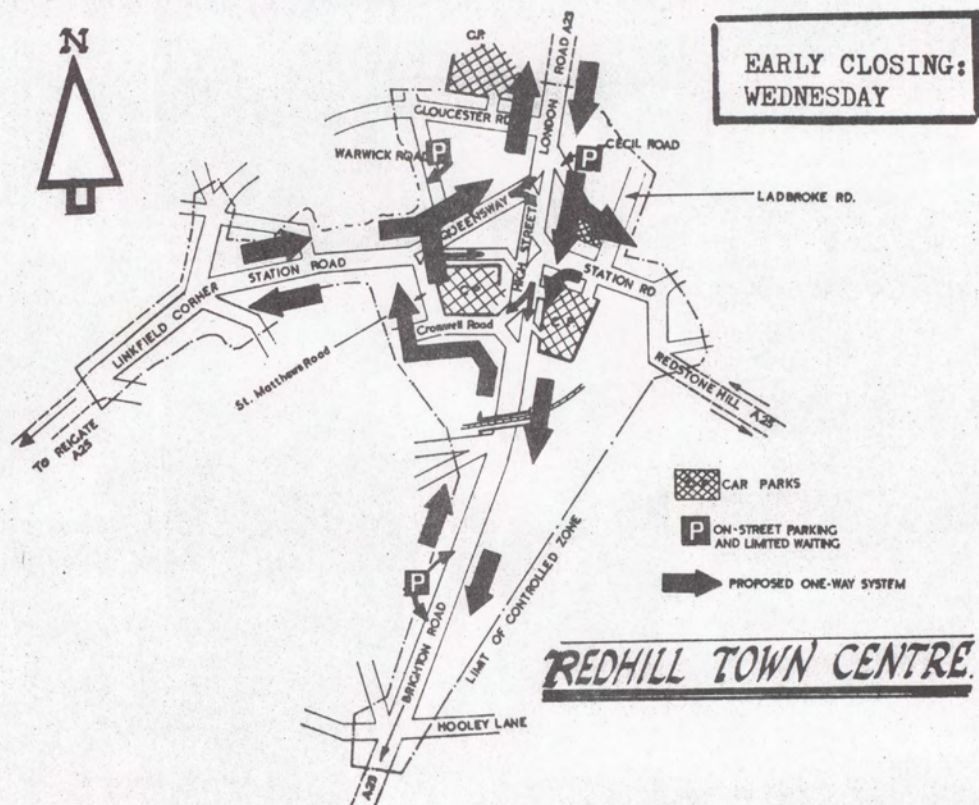 N
EARLY CLOSING:
WEDNESDAY
C.P.
LONDON ROAD A23
GLOUCESTER RD
WARWICK ROAD
P
P
CECIL ROAD
LADBROKE RD.
QUEENSWAY
HIGH STREET
STATION ROAD
STATION RD
LINKFIELD CORNER
Cromwell Road
St. Matthews Road
REDSTONE HILL A25
To REIGATE
A25
CAR PARKS
P
ON-STREET PARKING
AND LIMITED WAITING
PROPOSED ONE-WAY SYSTEM
P
BRIGHTON ROAD
LIMIT OF CONTROLLED ZONE
REDHILL TOWN CENTRE.
HOOLEY LANE
A23